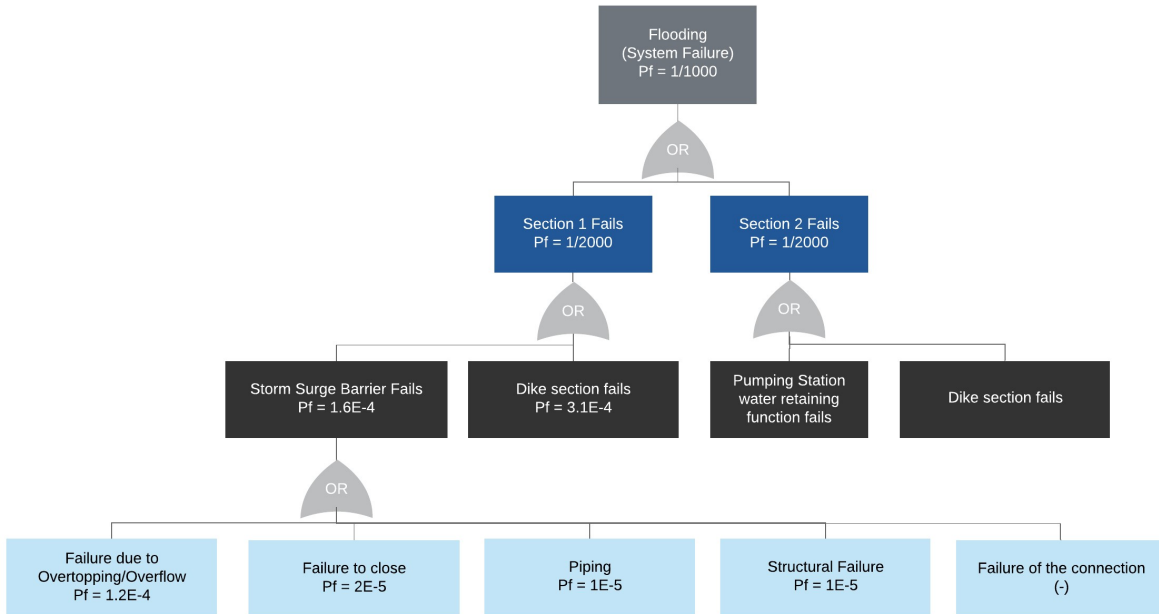 Flooding
(System Failure)
Pf = 1/1000
OR
Section 1 Fails
Pf = 1/2000
Section 2 Fails
Pf = 1/2000
OR
OR
Storm Surge Barrier Fails
Pf = 1.6E-4
Dike section fails
Pf = 3.1E-4
Pumping Station
water retaining
function fails
Dike section fails
OR
Failure due to
Overtopping/Overflow
Pf = 1.2E-4
Failure to close
Pf = 2E-5
Piping
Pf = 1E-5
Structural Failure
Pf = 1E-5
Failure of the connection
(-)